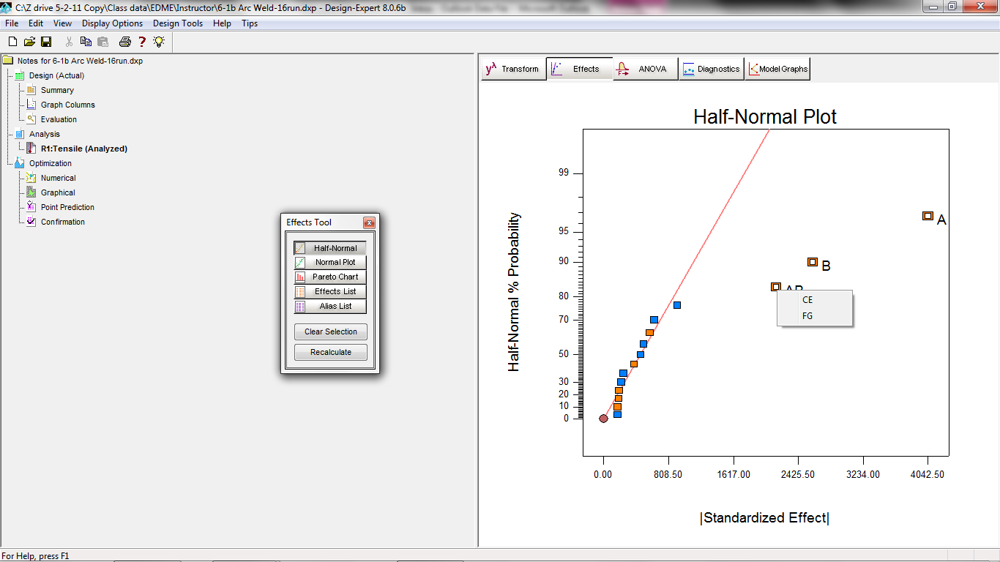 C:\Z drive 5-2-11 Copy\Class data\EDME\Instructor\6-1b Arc Weld-16run.dxp - Design-Expert 8.0.6b
File Edit View Display Options Design Tools Help Tips
Notes for 6-1b Arc Weld-16run.dxp
Design (Actual)
Summary
Graph Columns
Evaluation
Analysis
R1:Tensile (Analyzed)
Optimization
Numerical
Graphical
Point Prediction
Confirmation
Effects Tool
Half-Normal
Normal Plot
Pareto Chart
Effects List
Alias List
Clear Selection
Recalculate
Transform Effects ANOVA Diagnostics Model Graphs
Half-Normal Plot
Half-Normal % Probability
99
95
90
80
70
50
30
20
10
0
A
B
AB
CE
FG
0.00 808.50 1617.00 2425.50 3234.00 4042.50
|Standardized Effect|
For Help, press F1